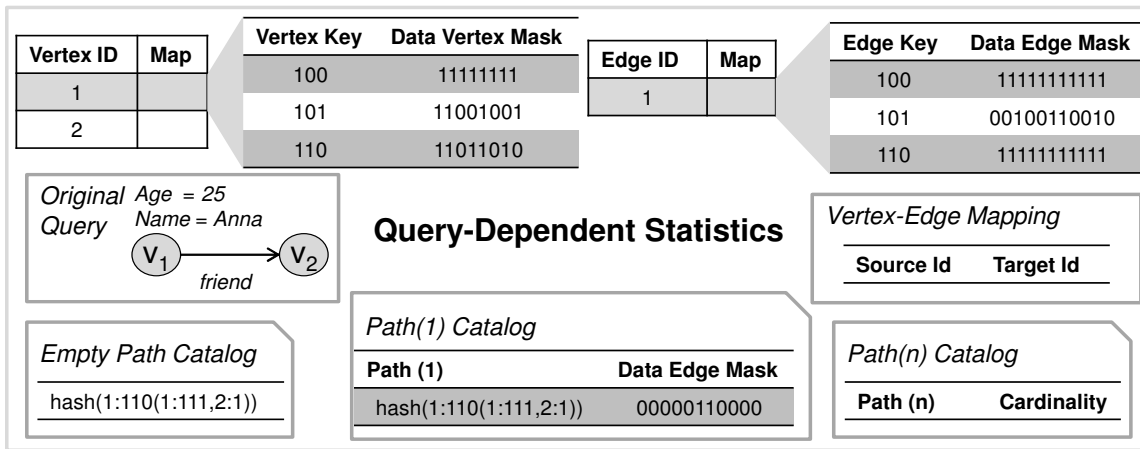 Vertex ID Map
1
2
Vertex Key Data Vertex Mask
100 11111111
101 11001001
110 11011010
Edge ID Map
1
Edge Key Data Edge Mask
100 11111111111
101 00100110010
110 11111111111
Original Query
Age = 25
Name = Anna
V1 V2
friend
Query-Dependent Statistics
Vertex-Edge Mapping
Source Id Target Id
Empty Path Catalog
hash(1:110(1:111,2:1))
Path(1) Catalog
Path (1) Data Edge Mask
hash(1:110(1:111,2:1)) 00000110000
Path(n) Catalog
Path (n) Cardinality